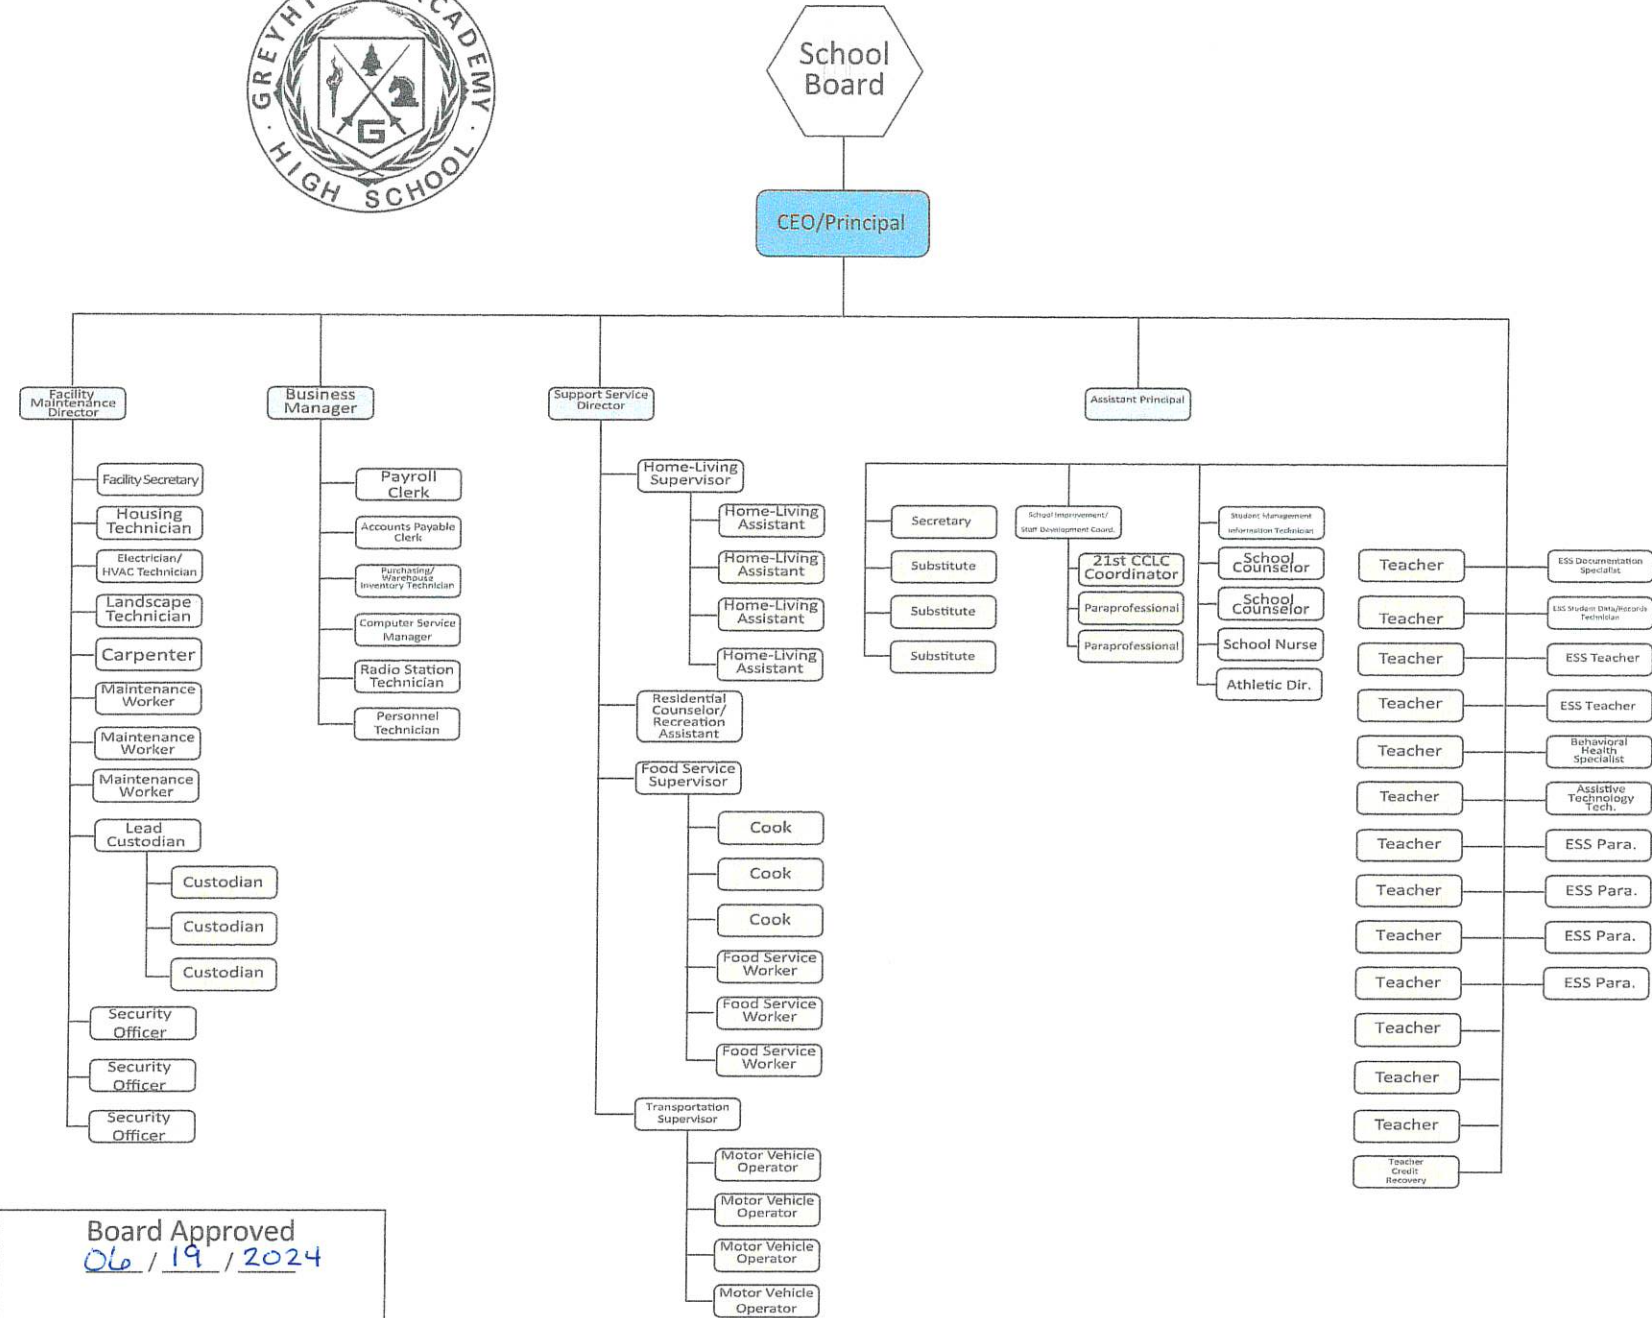 GREYH ACADEMY
· HIGH SCHOOL ·
G
School
Board
CEO/Principal
Facility
Maintenance
Director
Facility Secretary
Housing
Technician
Electrician/
HVAC Technician
Landscape
Technician
Carpenter
Maintenance
Worker
Maintenance
Worker
Maintenance
Worker
Lead
Custodian
Custodian
Custodian
Custodian
Security
Officer
Security
Officer
Security
Officer
Business
Manager
Payroll
Clerk
Accounts Payable
Clerk
Purchasing/
Warehouse
Inventory Technician
Computer Service
Manager
Radio Station
Technician
Personnel
Technician
Support Service
Director
Home-Living
Supervisor
Home-Living
Assistant
Home-Living
Assistant
Home-Living
Assistant
Home-Living
Assistant
Residential
Counselor/
Recreation
Assistant
Food Service
Supervisor
Cook
Cook
Cook
Food Service
Worker
Food Service
Worker
Food Service
Worker
Transportation
Supervisor
Motor Vehicle
Operator
Motor Vehicle
Operator
Motor Vehicle
Operator
Motor Vehicle
Operator
Assistant Principal
Secretary
Substitute
Substitute
Substitute
School Improvement/
Staff Development Coord.
21st CCLC
Coordinator
Paraprofessional
Paraprofessional
Student Management
Information Technician
School
Counselor
School
Counselor
School Nurse
Athletic Dir.
Teacher
Teacher
Teacher
Teacher
Teacher
Teacher
Teacher
Teacher
Teacher
Teacher
Teacher
Teacher
Teacher
Teacher
Credit
Recovery
ESS Documentation
Specialist
ESS Student Data/Records
Technician
ESS Teacher
ESS Teacher
Behavioral
Health
Specialist
Assistive
Technology
Tech.
ESS Para.
ESS Para.
ESS Para.
ESS Para.
Board Approved
06 / 19 / 2024